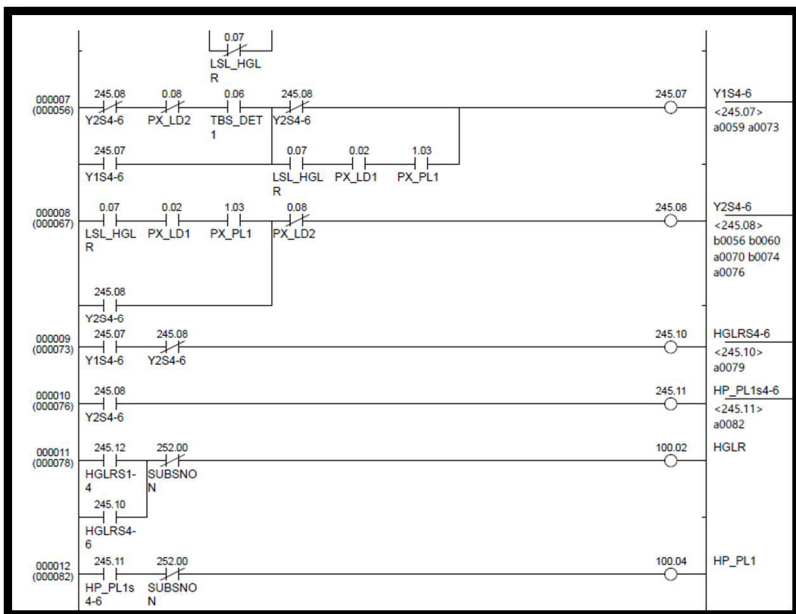 0.07
LSL_HGL
R
000007
(000056)
245.08 0.08 0.06 245.08 245.07 Y1S4-6
Y2S4-6 PX_LD2 TBS_DET Y2S4-6 <245.07>
1 a0059 a0073
245.07 0.07 0.02 1.03
Y1S4-6 LSL_HGL PX_LD1 PX_PL1
R
000008
(000067)
0.07 0.02 1.03 0.08 245.08 Y2S4-6
LSL_HGL PX_LD1 PX_PL1 PX_LD2 <245.08>
R b0056 b0060
a0070 b0074
a0076
245.08
Y2S4-6
000009
(000073)
245.07 245.08 245.10 HGLRS4-6
Y1S4-6 Y2S4-6 <245.10>
a0079
000010
(000076)
245.08 245.11 HP_PL1s4-6
Y2S4-6 <245.11>
a0082
000011
(000078)
245.12 252.00 100.02 HGLR
HGLRS1- SUBSNO
4 N
245.10
HGLRS4-
6
000012
(000082)
245.11 252.00 100.04 HP_PL1
HP_PL1s SUBSNO
4-6 N